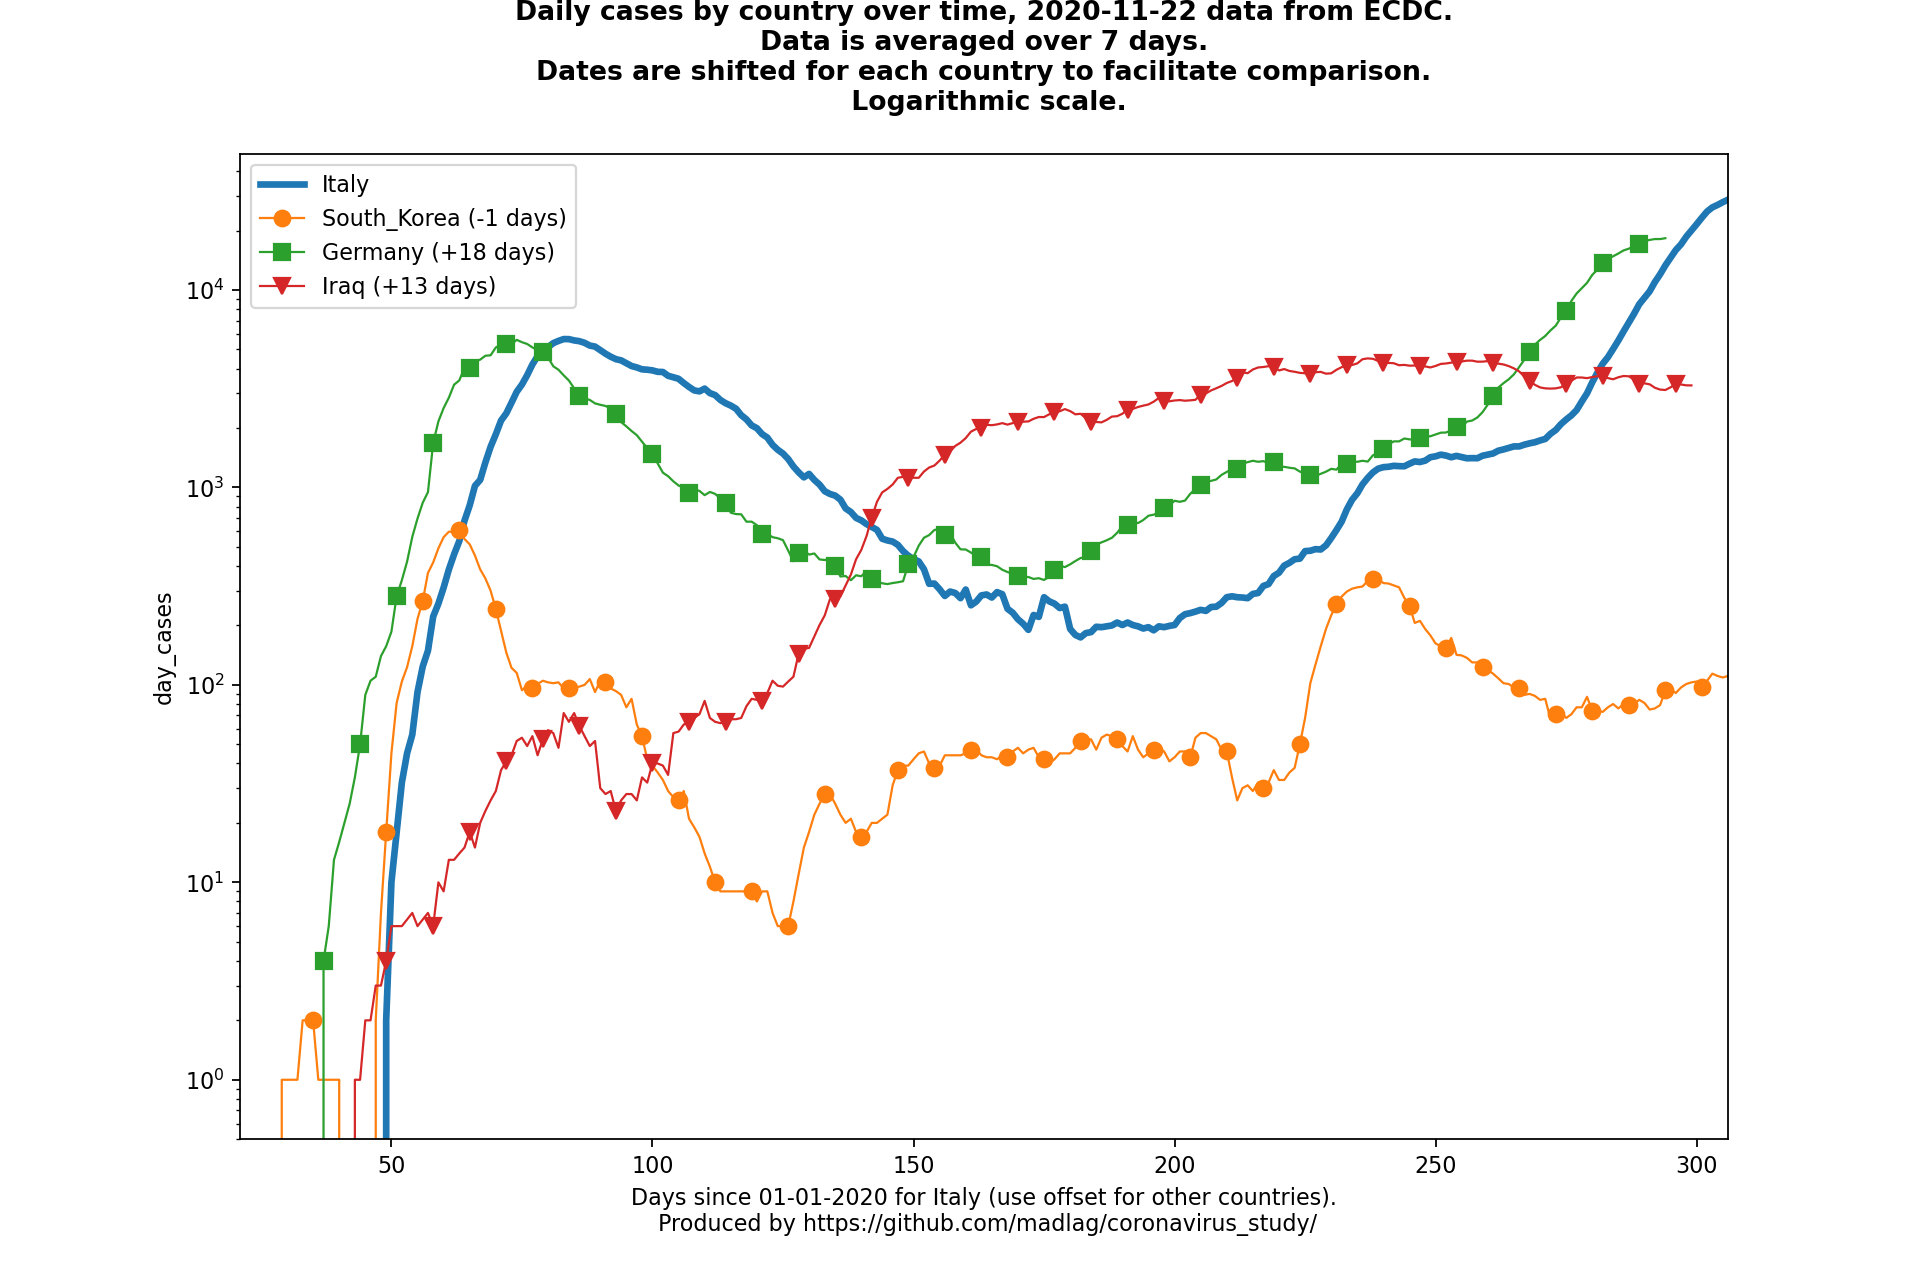 Daily cases by country over time, 2020-11-22 data from ECDC.
Data is averaged over 7 days.
Dates are shifted for each country to facilitate comparison.
Logarithmic scale.
Italy
South_Korea (-1 days)
Germany (+18 days)
Iraq (+13 days)
day_cases
10⁴
10³
10²
10¹
10⁰
50 100 150 200 250 300
Days since 01-01-2020 for Italy (use offset for other countries).
Produced by https://github.com/madlag/coronavirus_study/